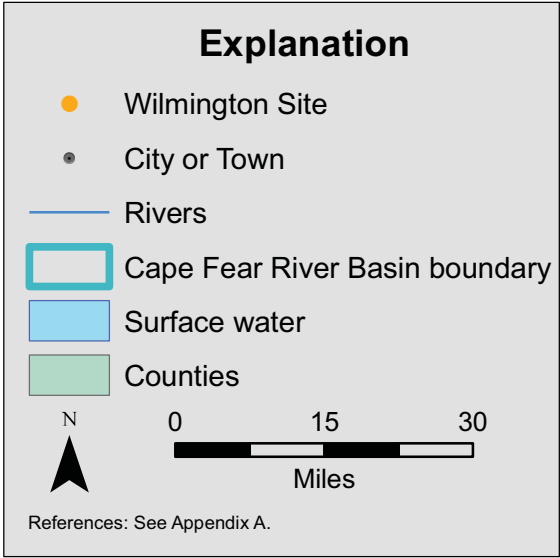 Explanation
Wilmington Site
City or Town
Rivers
Cape Fear River Basin boundary
Surface water
Counties
N
0 15 30
Miles
References: See Appendix A.